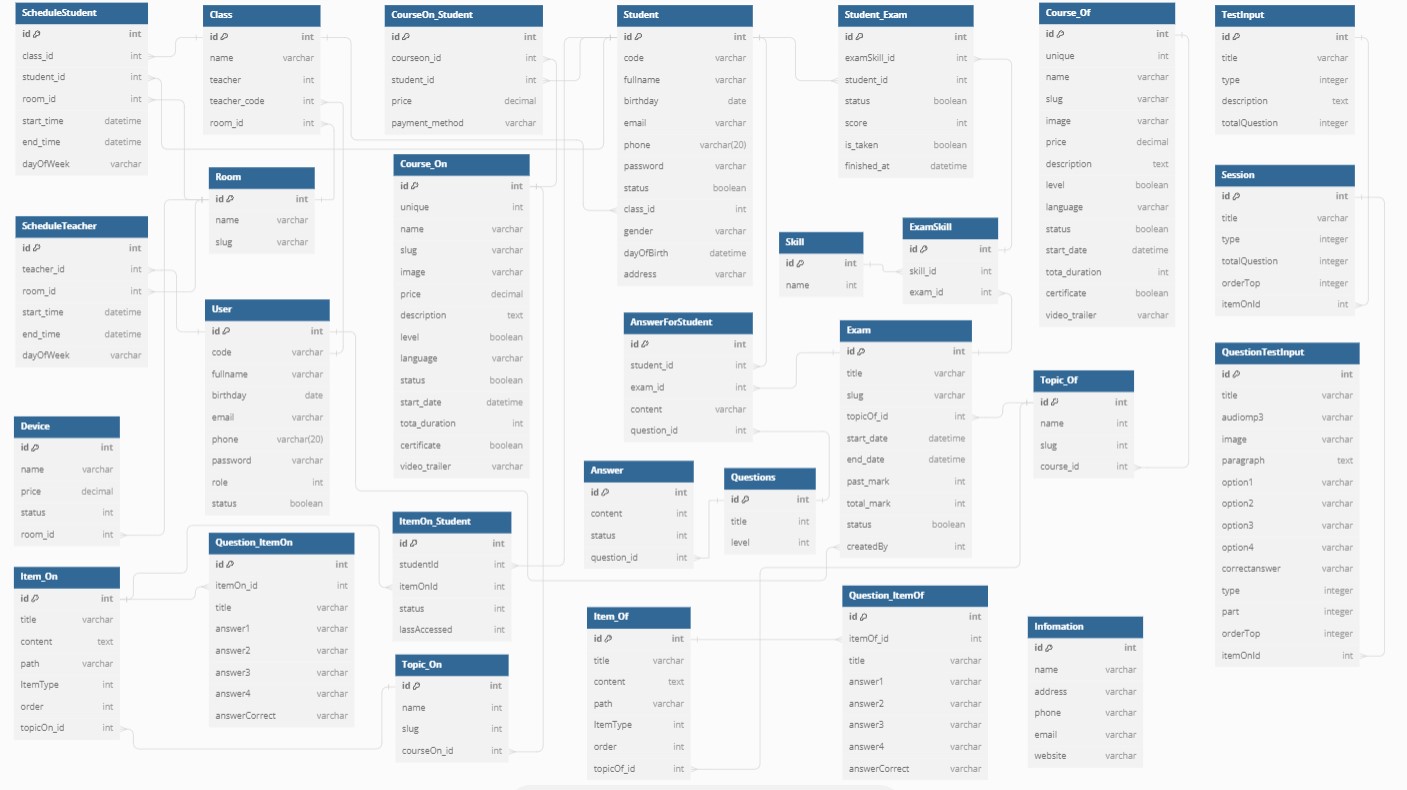 ScheduleStudent
id int
class_id int
student_id int
room_id int
start_time datetime
end_time datetime
dayOfWeek varchar
Class
id int
name varchar
teacher int
teacher_code int
room_id int
CourseOn_Student
id int
courseon_id int
student_id int
price decimal
payment_method varchar
Student
id int
code varchar
fullname varchar
birthday date
email varchar
phone varchar(20)
password varchar
status boolean
class_id int
gender varchar
dayOfBirth datetime
address varchar
Student_Exam
id int
examSkill_id int
student_id int
status boolean
score int
is_taken boolean
finished_at datetime
Course_Of
id int
unique int
name varchar
slug varchar
image varchar
price decimal
description text
level boolean
language varchar
status boolean
start_date datetime
tota_duration int
certificate boolean
video_trailer varchar
TestInput
id int
title varchar
type integer
description text
totalQuestion integer
Room
id int
name varchar
slug varchar
Course_On
id int
unique int
name varchar
slug varchar
image varchar
price decimal
description text
level boolean
language varchar
status boolean
start_date datetime
tota_duration int
certificate boolean
video_trailer varchar
Session
id int
title varchar
type int
totalQuestion integer
orderTop integer
itemOnId int
ScheduleTeacher
id int
teacher_id int
room_id int
start_time datetime
end_time datetime
dayOfWeek varchar
Skill
id int
name int
ExamSkill
id int
skill_id int
exam_id int
User
id int
code varchar
fullname varchar
birthday date
email varchar
phone varchar(20)
password varchar
role int
status boolean
AnswerForStudent
id int
student_id int
exam_id int
content varchar
question_id int
Exam
id int
title varchar
slug varchar
topicOf_id int
start_date datetime
end_date datetime
past_mark int
total_mark int
status boolean
createdBy int
Topic_Of
id int
name int
slug int
course_id int
QuestionTestInput
id int
title varchar
audiomp3 varchar
image varchar
paragraph text
option1 varchar
option2 varchar
option3 varchar
option4 varchar
correctanswer varchar
type integer
part integer
orderTop integer
itemOnId int
Device
id int
name varchar
price decimal
status int
room_id int
Answer
id int
content int
status int
question_id int
Questions
id int
title int
level int
Question_ItemOn
id int
itemOn_id int
title varchar
answer1 varchar
answer2 varchar
answer3 varchar
answer4 varchar
answerCorrect varchar
ItemOn_Student
id int
studentId int
itemOnId int
status int
lassAccessed int
Item_On
id int
title varchar
content text
path varchar
ItemType int
order int
topicOn_id int
Topic_On
id int
name int
slug int
courseOn_id int
Item_Of
id int
title varchar
content text
path varchar
ItemType int
order int
topicOf_id int
Question_ItemOf
id int
itemOf_id int
title varchar
answer1 varchar
answer2 varchar
answer3 varchar
answer4 varchar
answerCorrect varchar
Infomation
id int
name varchar
address varchar
phone varchar
email varchar
website varchar